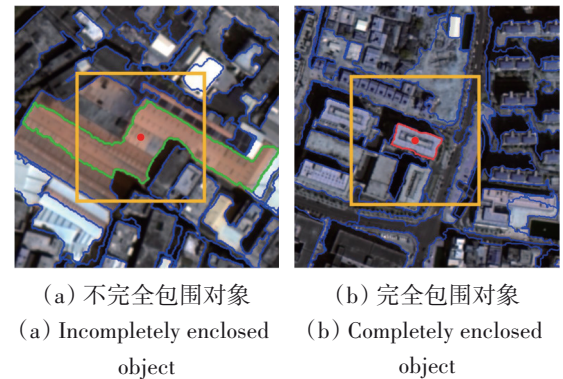 (a) 不完全包围对象
(a) Incompletely enclosed
object
(b) 完全包围对象
(b) Completely enclosed
object